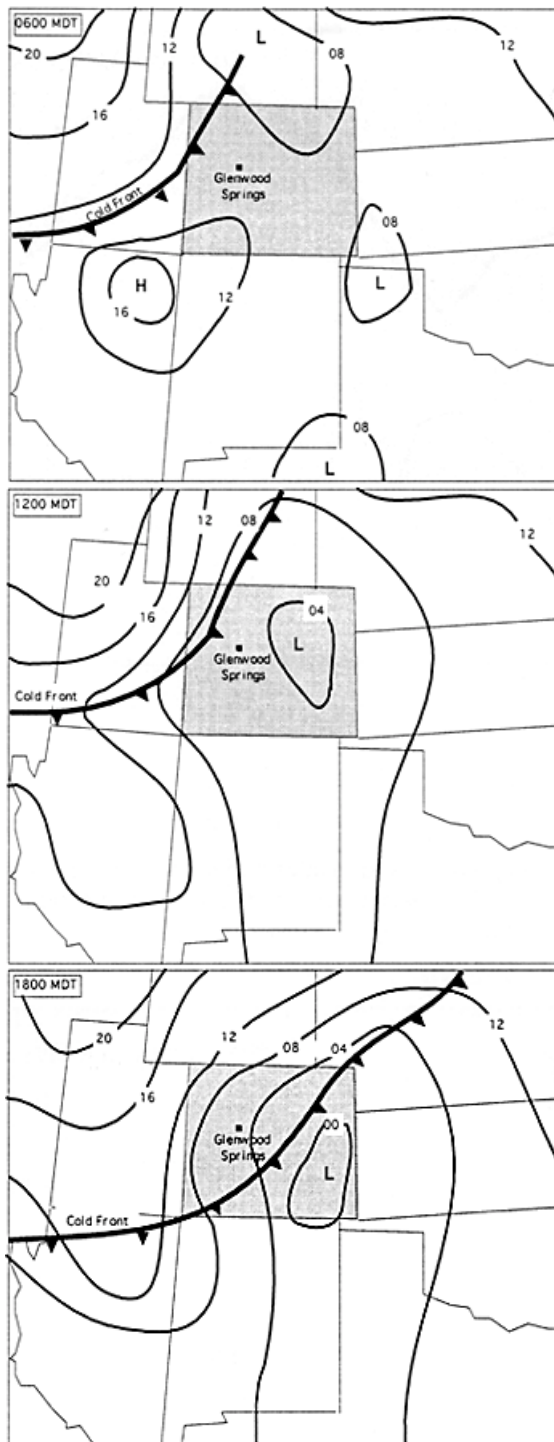 0600 MDT
L
08
12
12
20
16
Glenwood
Springs
Cold Front
08
H
L
12
16
08
L
1200 MDT
08
12
12
20
16
04
L
Glenwood
Springs
Cold Front
1800 MDT
12
12
20
08
04
16
00
Glenwood
Springs
L
Cold Front